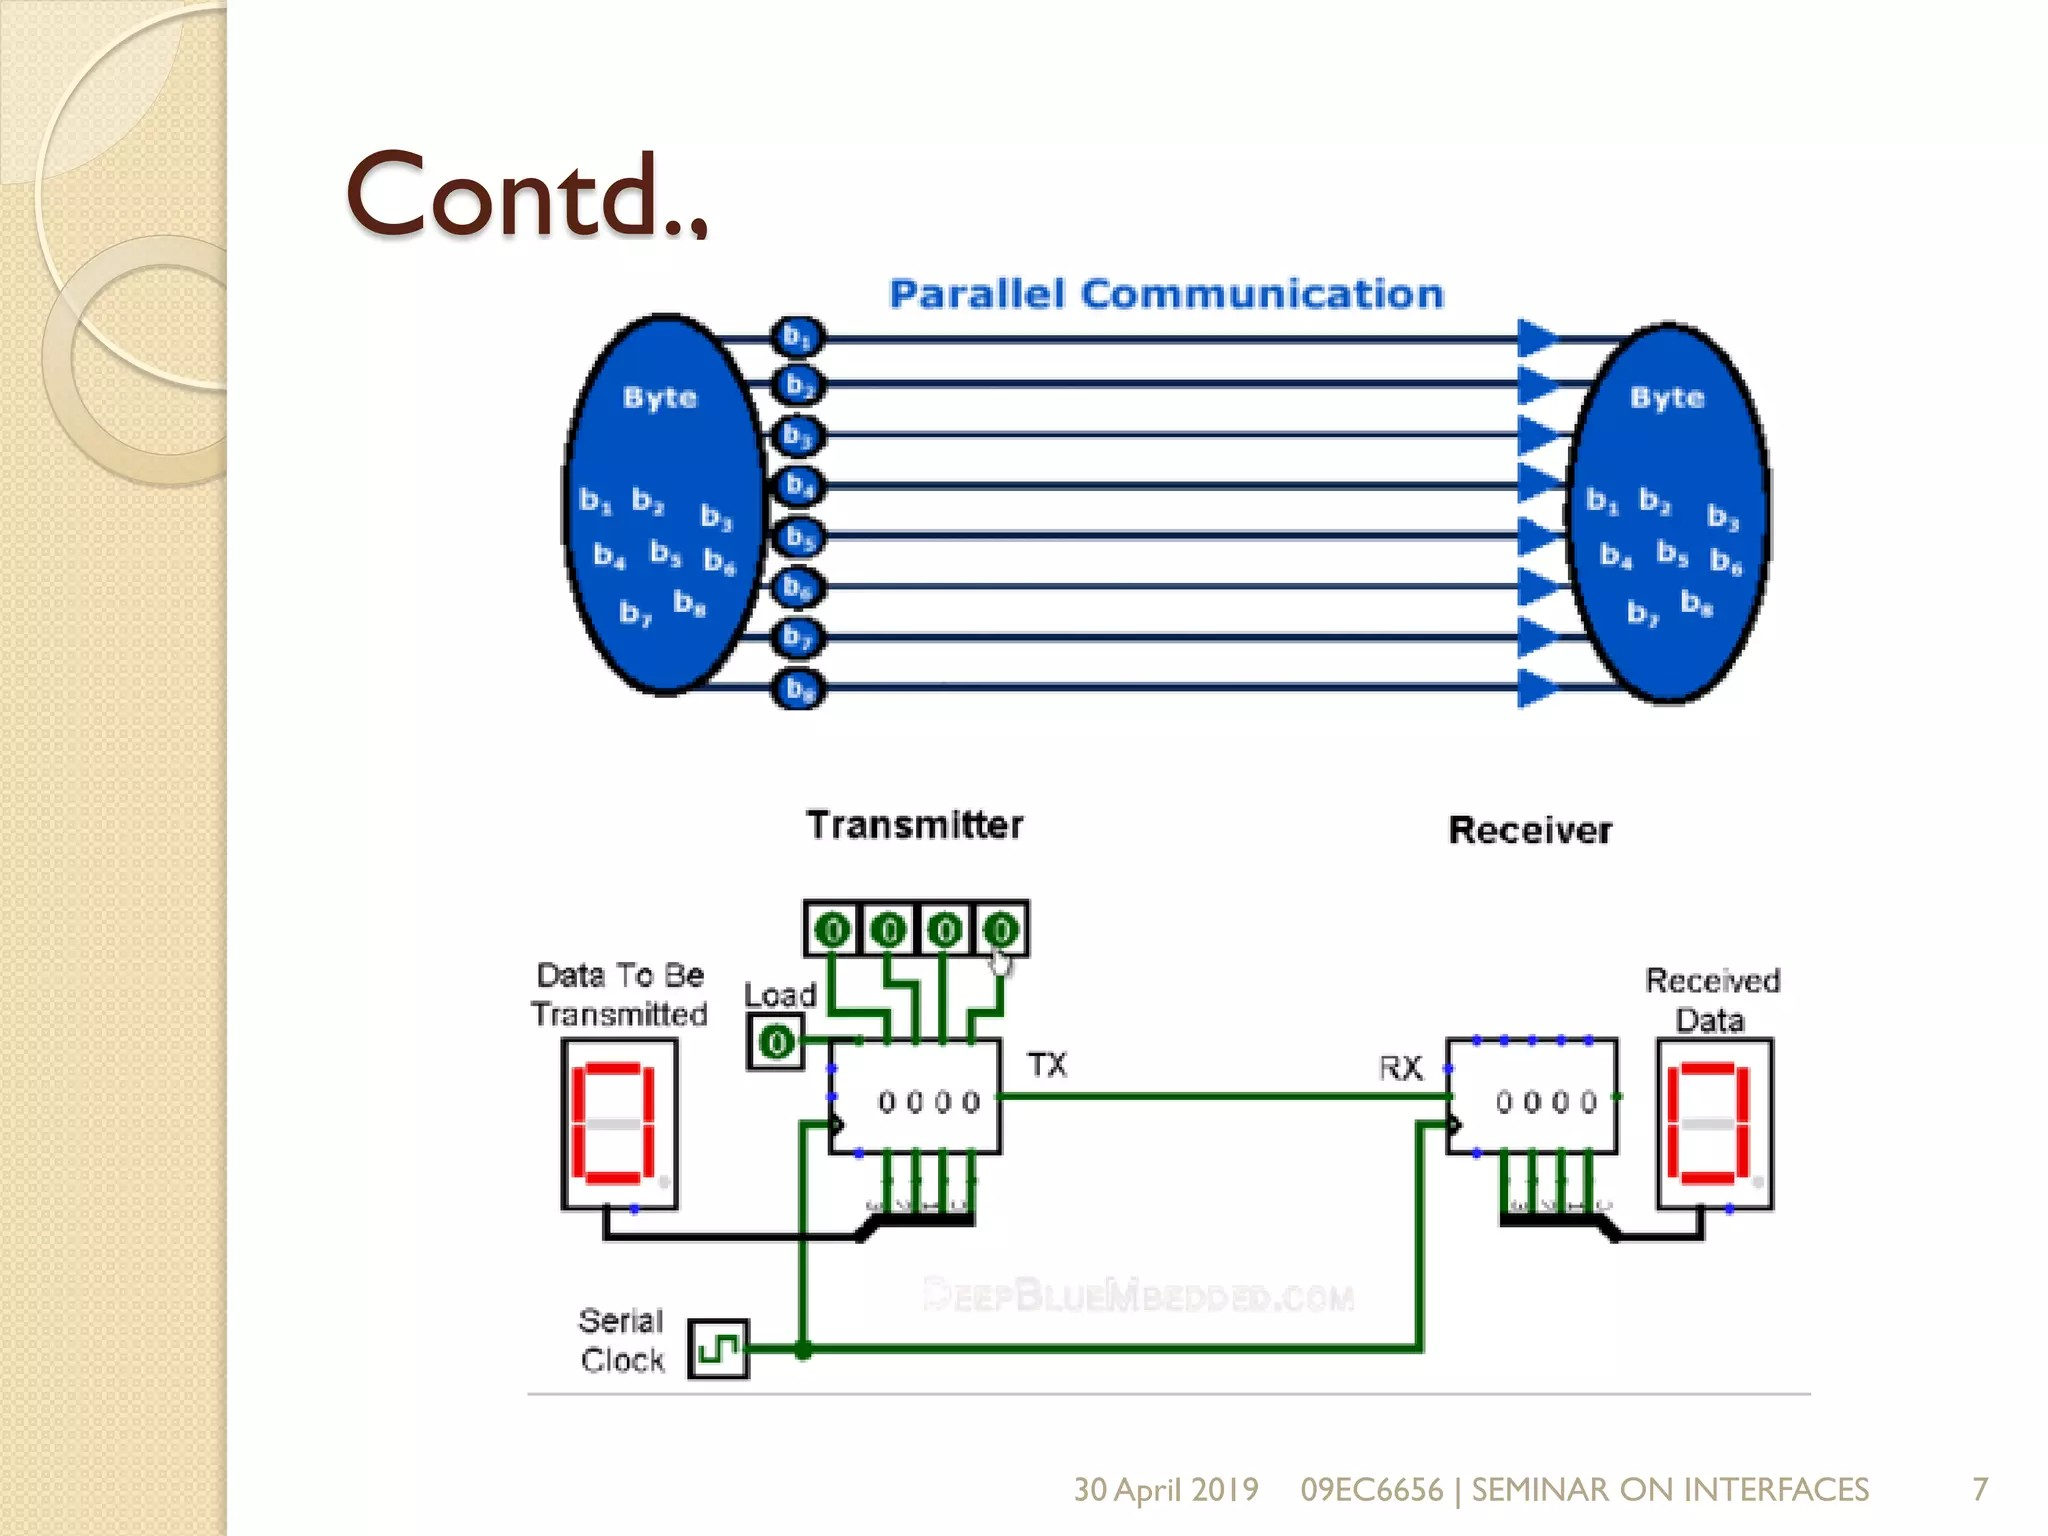 Contd.,
Parallel Communication
b1
b2
b3
b4
b5
b6
b7
b8
Byte
b1 b2 b3
b4 b5 b6
b7 b8
Byte
b1 b2 b3
b4 b5 b6
b7 b8
Transmitter
Receiver
0 0 0 0
Data To Be
Transmitted
Load
0
Received
Data
TX
RX
0 0 0 0
0 0 0 0
DEEPBLUEMBEDDED.COM
Serial
Clock
30 April 2019 09EC6656 | SEMINAR ON INTERFACES 7